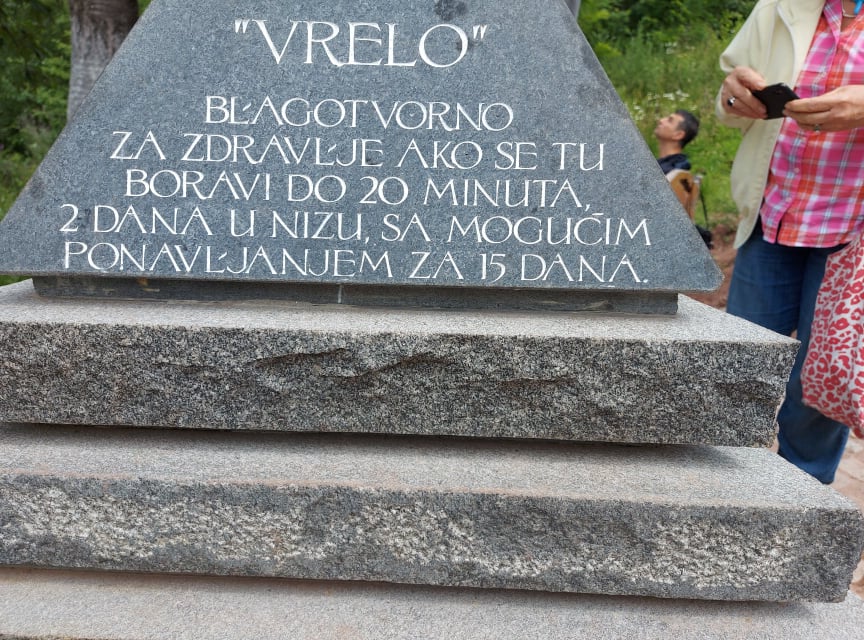 "VRELO"
BLAGOTVORNO
ZA ZDRAVLJE AKO SE TU
BORAVI DO 20 MINUTA,
2 DANA U NIZU, SA MOGUĆIM
PONAVLJANJEM ZA 15 DANA.